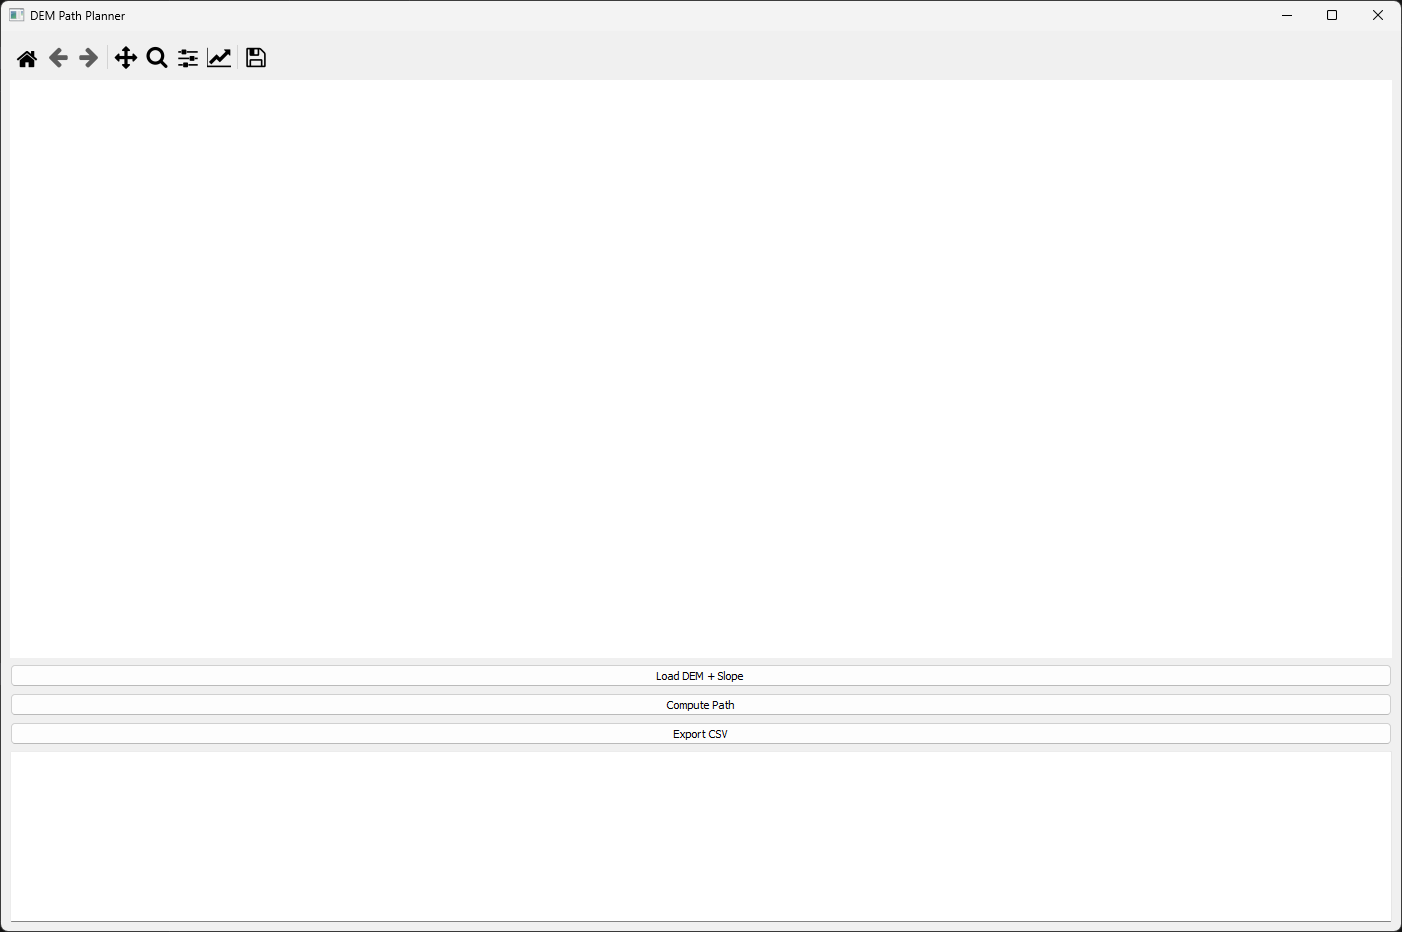 DEM Path Planner
Load DEM + Slope
Compute Path
Export CSV